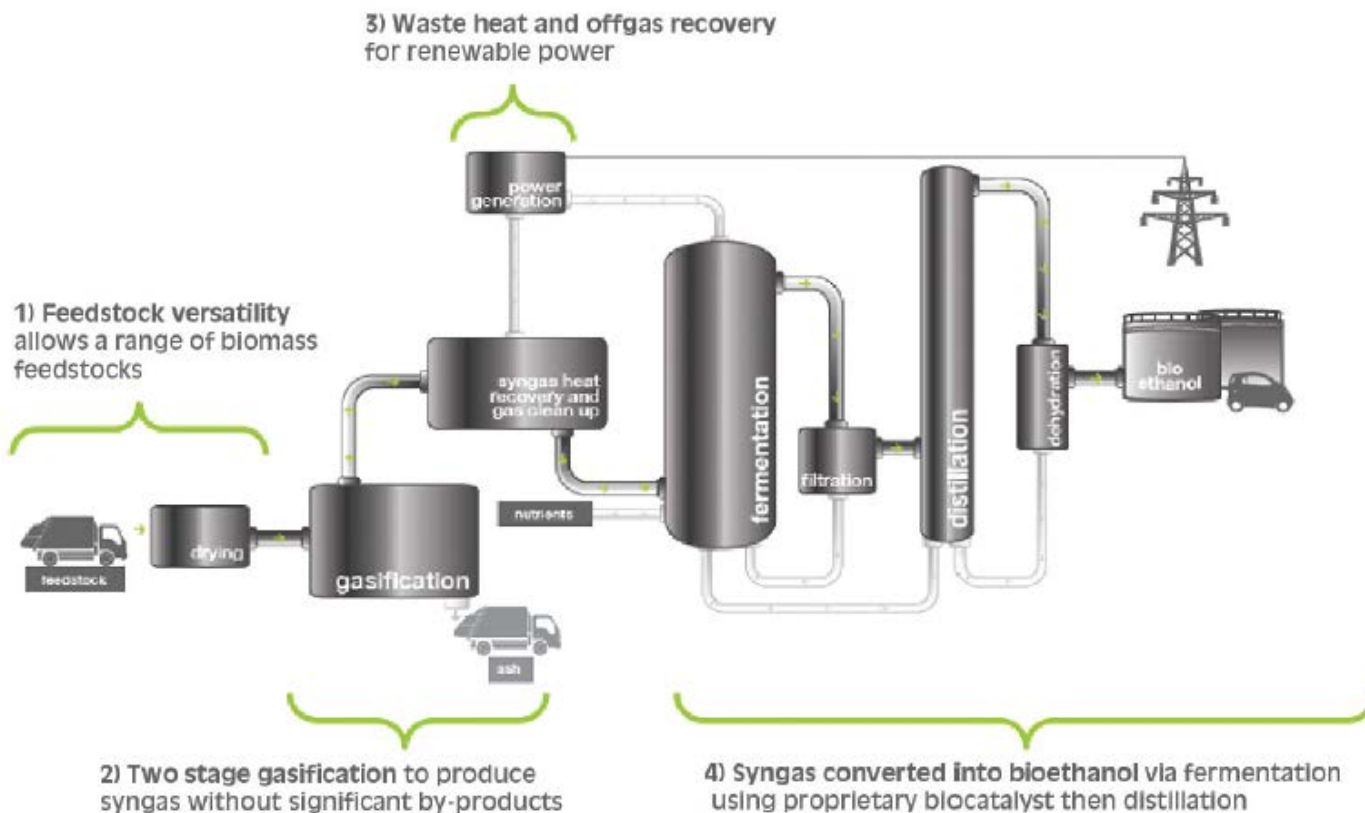 3) Waste heat and offgas recovery
for renewable power
power
generation
1) Feedstock versatility
allows a range of biomass
feedstocks
syngas heat
recovery and
gas clean up
fermentation
filtration
distillation
dehydration
bio
ethanol
nutrients
feedstock
drying
gasification
ash
2) Two stage gasification to produce
syngas without significant by-products
4) Syngas converted into bioethanol via fermentation
using proprietary biocatalyst then distillation